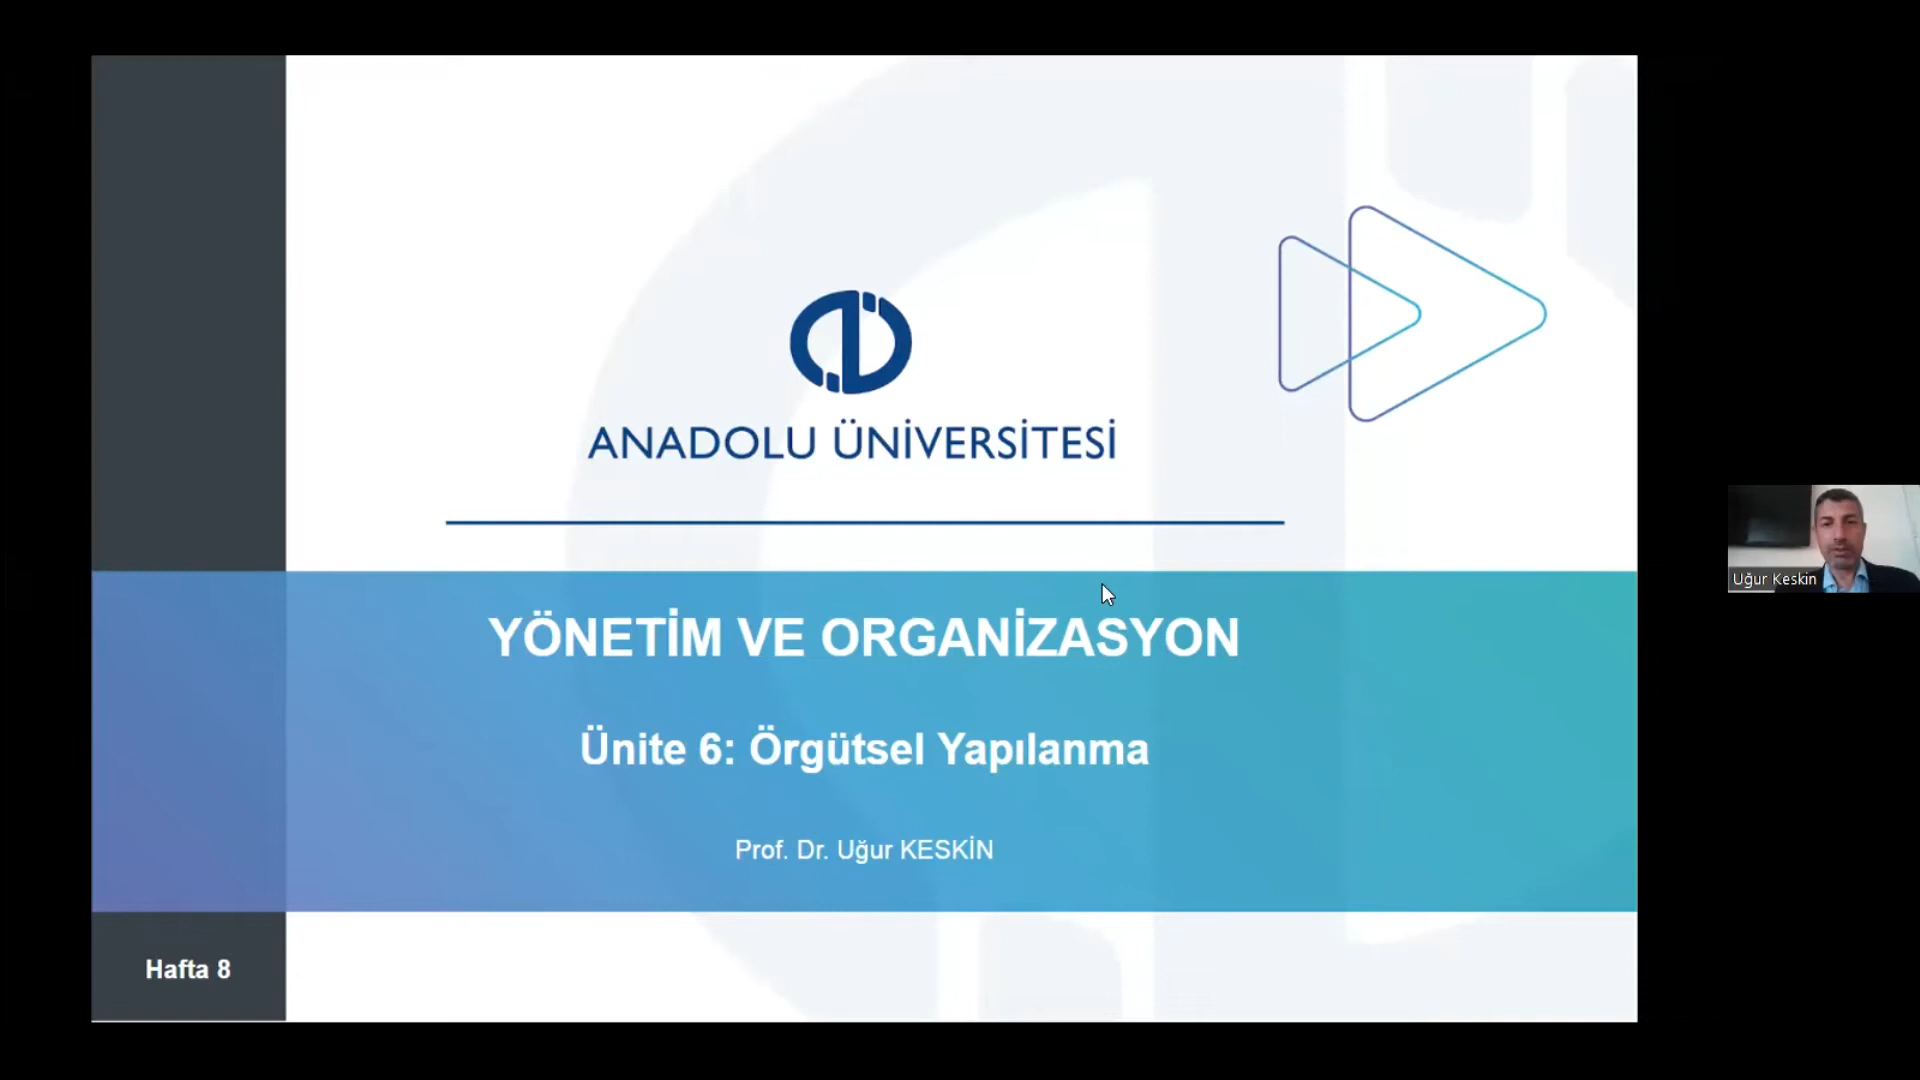 ANADOLU ÜNİVERSİTESİ
YÖNETİM VE ORGANİZASYON
Ünite 6: Örgütsel Yapılanma
Prof. Dr. Uğur KESKİN
Hafta 8
Uğur Keskin